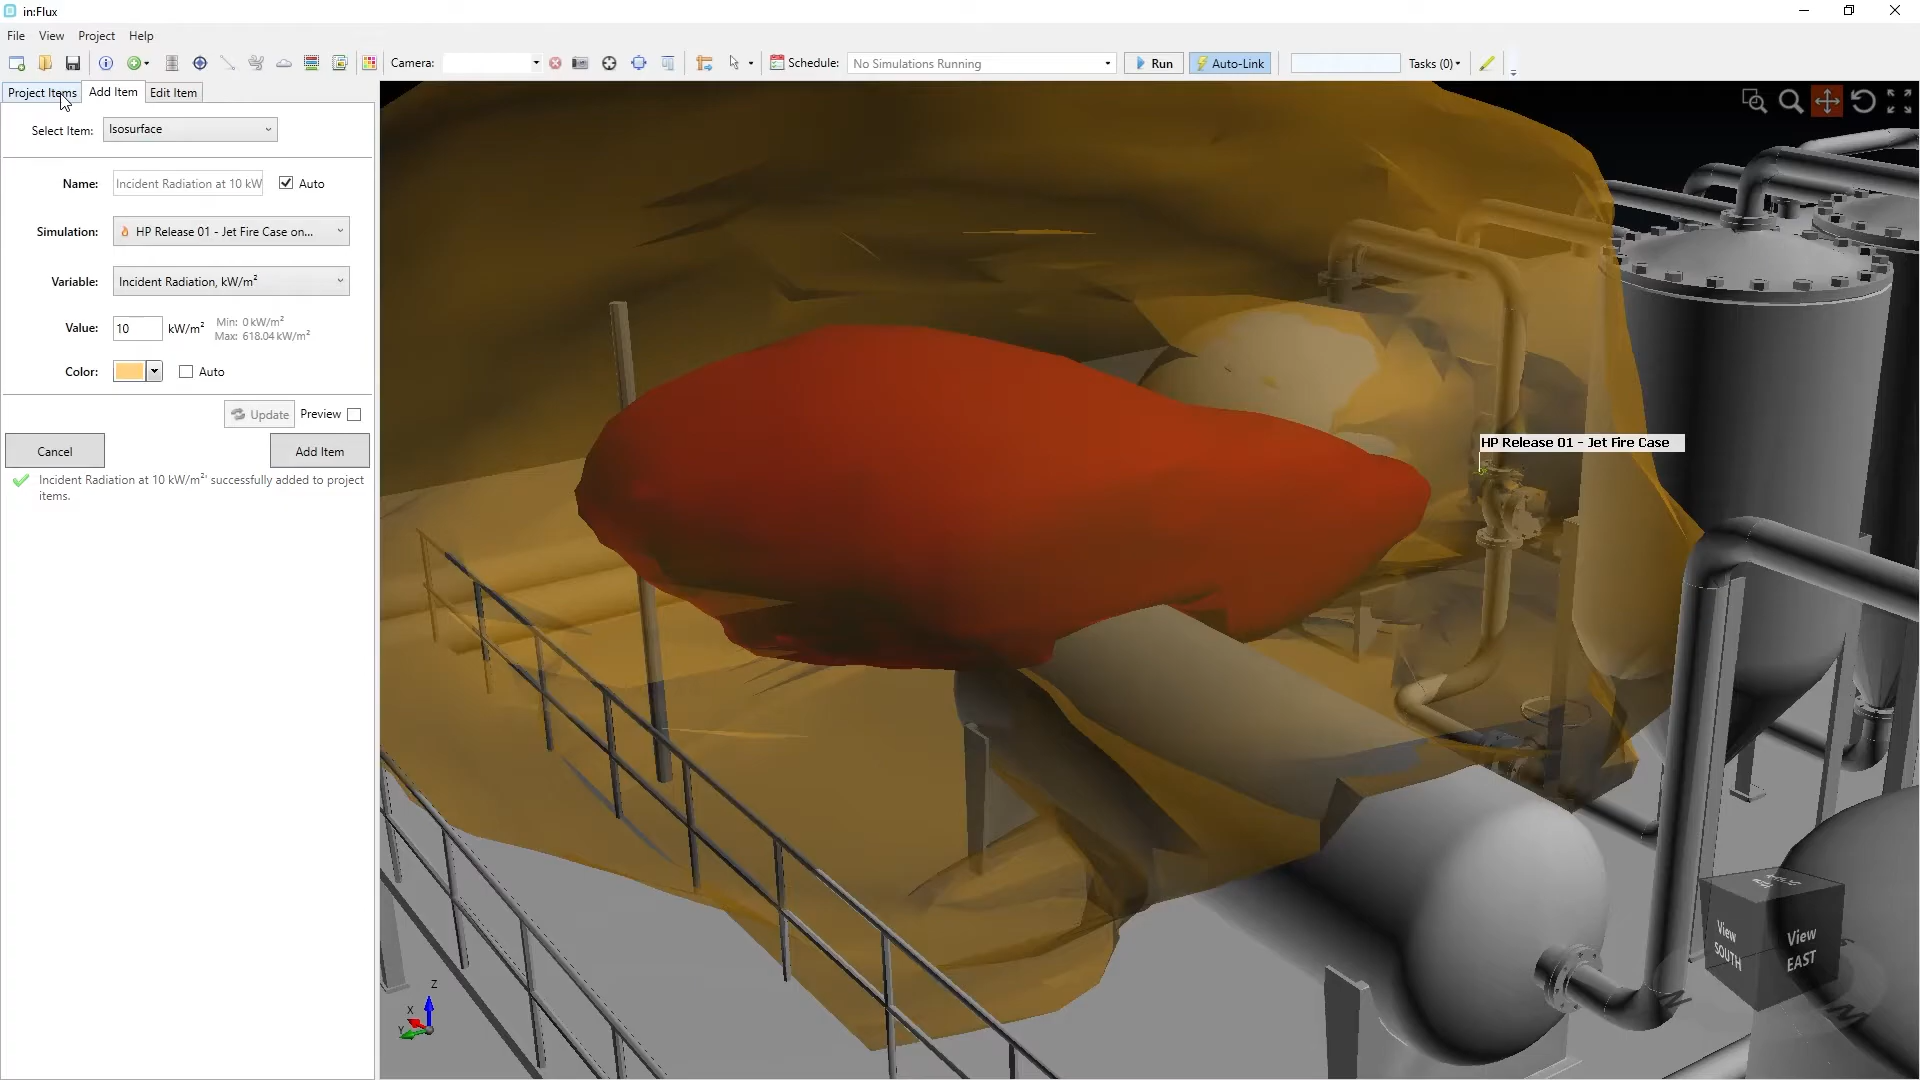 in:Flux
File View Project Help
Camera: Schedule: No Simulations Running Run Auto-Link Tasks (0)
Project Items Add Item Edit Item
Select Item: Isosurface
Name: Incident Radiation at 10 kW Auto
Simulation: HP Release 01 - Jet Fire Case on...
Variable: Incident Radiation, kW/m²
Value: 10 kW/m² Min: 0 kW/m²
Max: 618.04 kW/m²
Color: Auto
Update Preview
Cancel Add Item
Incident Radiation at 10 kW/m²' successfully added to project
items.
HP Release 01 - Jet Fire Case
View
SOUTH
View
EAST
Z
X
Y